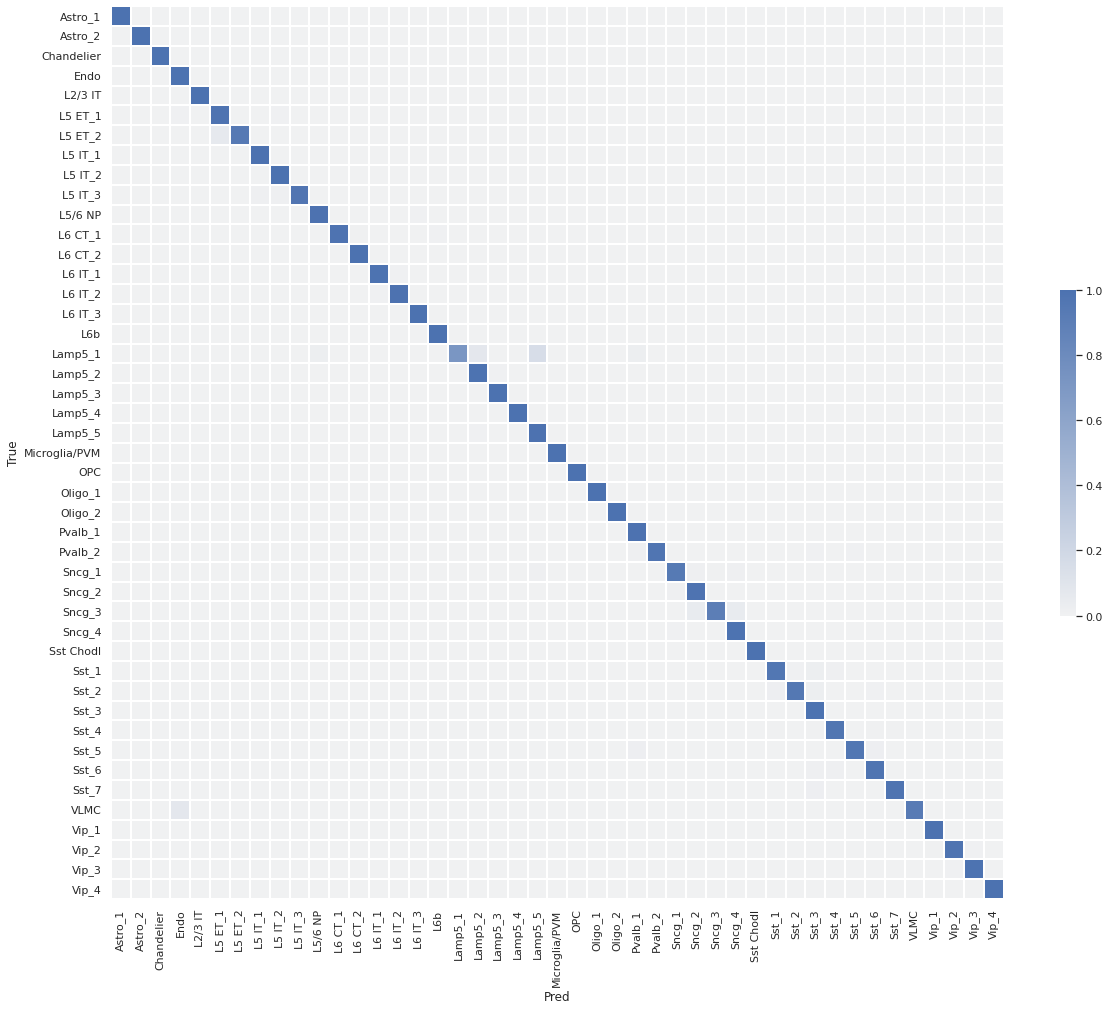 Astro_1
Astro_2
Chandelier
Endo
L2/3 IT
L5 ET_1
L5 ET_2
L5 IT_1
L5 IT_2
L5 IT_3
L5/6 NP
L6 CT_1
L6 CT_2
L6 IT_1
L6 IT_2
L6 IT_3
L6b
Lamp5_1
Lamp5_2
Lamp5_3
Lamp5_4
Lamp5_5
Microglia/PVM
OPC
Oligo_1
Oligo_2
Pvalb_1
Pvalb_2
Sncg_1
Sncg_2
Sncg_3
Sncg_4
Sst Chodl
Sst_1
Sst_2
Sst_3
Sst_4
Sst_5
Sst_6
Sst_7
VLMC
Vip_1
Vip_2
Vip_3
Vip_4
True
Astro_1
Astro_2
Chandelier
Endo
L2/3 IT
L5 ET_1
L5 ET_2
L5 IT_1
L5 IT_2
L5 IT_3
L5/6 NP
L6 CT_1
L6 CT_2
L6 IT_1
L6 IT_2
L6 IT_3
L6b
Lamp5_1
Lamp5_2
Lamp5_3
Lamp5_4
Lamp5_5
Microglia/PVM
OPC
Oligo_1
Oligo_2
Pvalb_1
Pvalb_2
Sncg_1
Sncg_2
Sncg_3
Sncg_4
Sst Chodl
Sst_1
Sst_2
Sst_3
Sst_4
Sst_5
Sst_6
Sst_7
VLMC
Vip_1
Vip_2
Vip_3
Vip_4
Pred
1.0
0.8
0.6
0.4
0.2
0.0